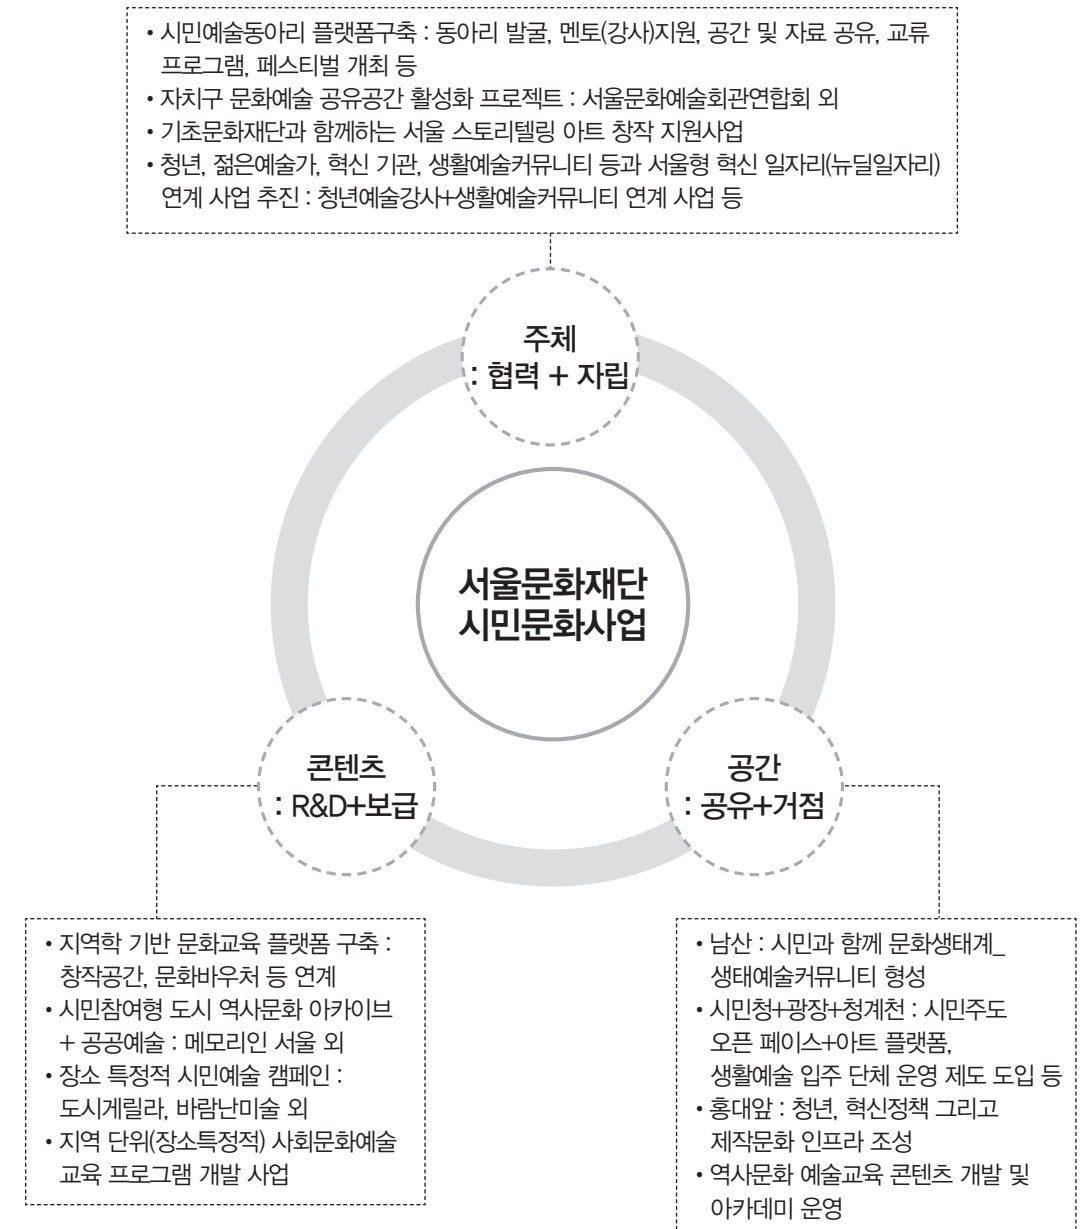 • 시민예술동아리 플랫폼구축 : 동아리 발굴, 멘토(강사)지원, 공간 및 자료 공유, 교류
프로그램, 페스티벌 개최 등
• 자치구 문화예술 공유공간 활성화 프로젝트 : 서울문화예술회관연합회 외
• 기초문화재단과 함께하는 서울 스토리텔링 아트 창작 지원사업
• 청년, 젊은예술가, 혁신 기관, 생활예술커뮤니티 등과 서울형 혁신 일자리(뉴딜일자리)
연계 사업 추진 : 청년예술강사+생활예술커뮤니티 연계 사업 등
주체
: 협력 + 자립
서울문화재단
시민문화사업
콘텐츠
: R&D+보급
공간
: 공유+거점
• 지역학 기반 문화교육 플랫폼 구축 :
창작공간, 문화바우처 등 연계
• 시민참여형 도시 역사문화 아카이브
+ 공공예술 : 메모리인 서울 외
• 장소 특정적 시민예술 캠페인 :
도시게릴라, 바람난미술 외
• 지역 단위(장소특정적) 사회문화예술
교육 프로그램 개발 사업
• 남산 : 시민과 함께 문화생태계_
생태예술커뮤니티 형성
• 시민청+광장+청계천 : 시민주도
오픈 페이스+아트 플랫폼,
생활예술 입주 단체 운영 제도 도입 등
• 홍대앞 : 청년, 혁신정책 그리고
제작문화 인프라 조성
• 역사문화 예술교육 콘텐츠 개발 및
아카데미 운영